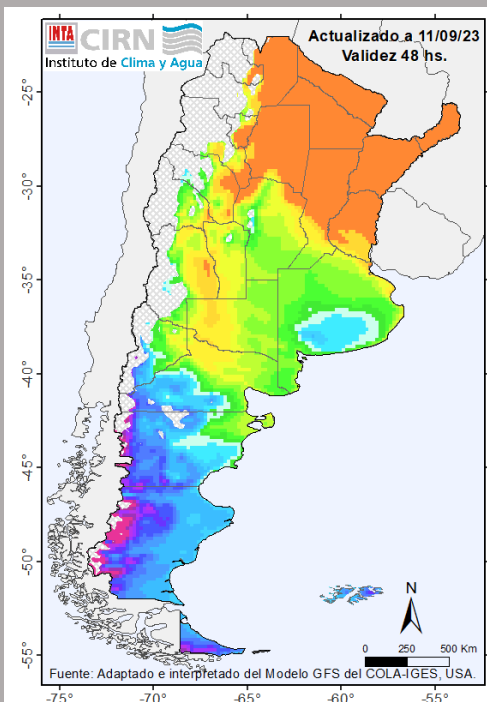 INTA CIRN
Instituto de Clima y Agua
Actualizado a 11/09/23
Validez 48 hs.
-25°
-30°
-35°
-40°
-45°
-50°
-55°
N
0 250 500 Km
Fuente: Adaptado e interpretado del Modelo GFS del COLA-IGES, USA.
-75° -70° -65° -60° -55°